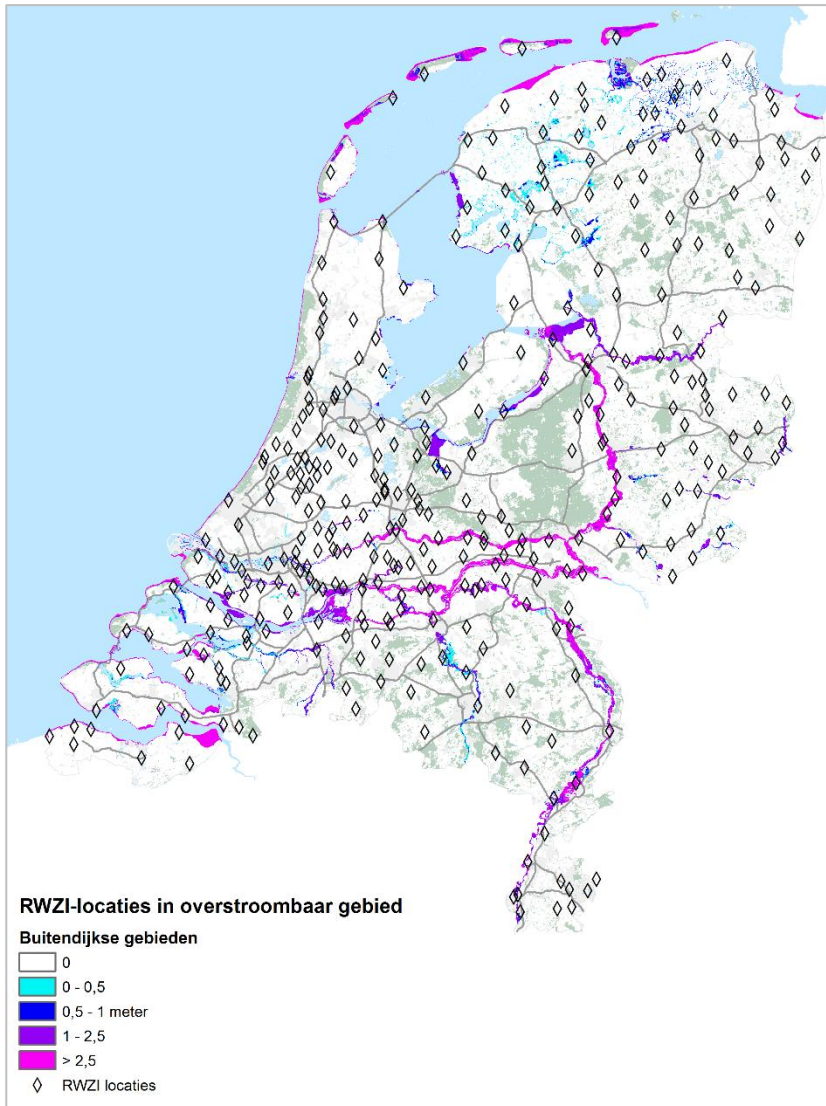 RWZI-locaties in overstroombaar gebied
Buitendijkse gebieden
0
0 - 0,5
0,5 - 1 meter
1 - 2,5
> 2,5
RWZI locaties